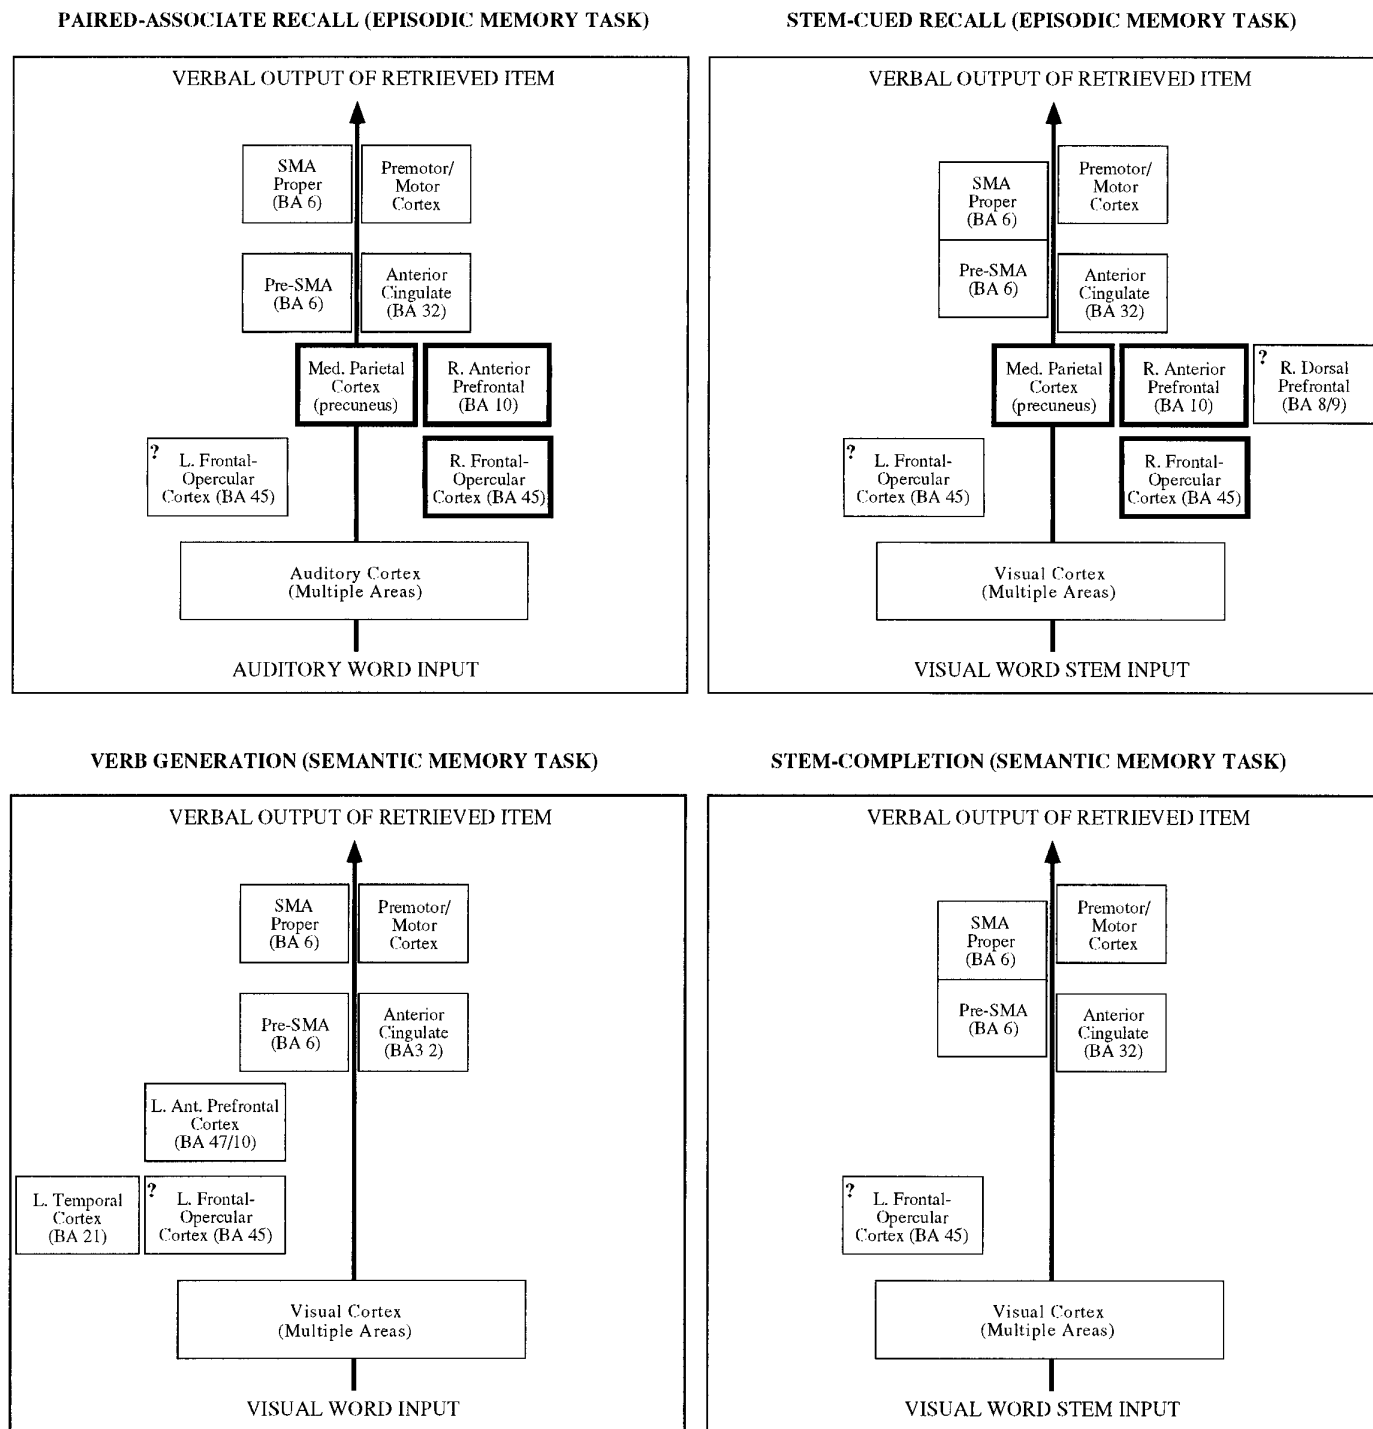 PAIRED-ASSOCIATE RECALL (EPISODIC MEMORY TASK)
VERBAL OUTPUT OF RETRIEVED ITEM
SMA
Proper
(BA 6)
Premotor/
Motor
Cortex
Pre-SMA
(BA 6)
Anterior
Cingulate
(BA 32)
Med. Parietal
Cortex
(precuneus)
R. Anterior
Prefrontal
(BA 10)
?
L. Frontal-
Opercular
Cortex (BA 45)
R. Frontal-
Opercular
Cortex (BA 45)
Auditory Cortex
(Multiple Areas)
AUDITORY WORD INPUT
STEM-CUED RECALL (EPISODIC MEMORY TASK)
VERBAL OUTPUT OF RETRIEVED ITEM
SMA
Proper
(BA 6)
Premotor/
Motor
Cortex
Pre-SMA
(BA 6)
Anterior
Cingulate
(BA 32)
Med. Parietal
Cortex
(precuneus)
R. Anterior
Prefrontal
(BA 10)
?
R. Dorsal
Prefrontal
(BA 8/9)
?
L. Frontal-
Opercular
Cortex (BA 45)
R. Frontal-
Opercular
Cortex (BA 45)
Visual Cortex
(Multiple Areas)
VISUAL WORD STEM INPUT
VERB GENERATION (SEMANTIC MEMORY TASK)
VERBAL OUTPUT OF RETRIEVED ITEM
SMA
Proper
(BA 6)
Premotor/
Motor
Cortex
Pre-SMA
(BA 6)
Anterior
Cingulate
(BA3 2)
L. Ant. Prefrontal
Cortex
(BA 47/10)
L. Temporal
Cortex
(BA 21)
?
L. Frontal-
Opercular
Cortex (BA 45)
Visual Cortex
(Multiple Areas)
VISUAL WORD INPUT
STEM-COMPLETION (SEMANTIC MEMORY TASK)
VERBAL OUTPUT OF RETRIEVED ITEM
SMA
Proper
(BA 6)
Premotor/
Motor
Cortex
Pre-SMA
(BA 6)
Anterior
Cingulate
(BA 32)
?
L. Frontal-
Opercular
Cortex (BA 45)
Visual Cortex
(Multiple Areas)
VISUAL WORD STEM INPUT